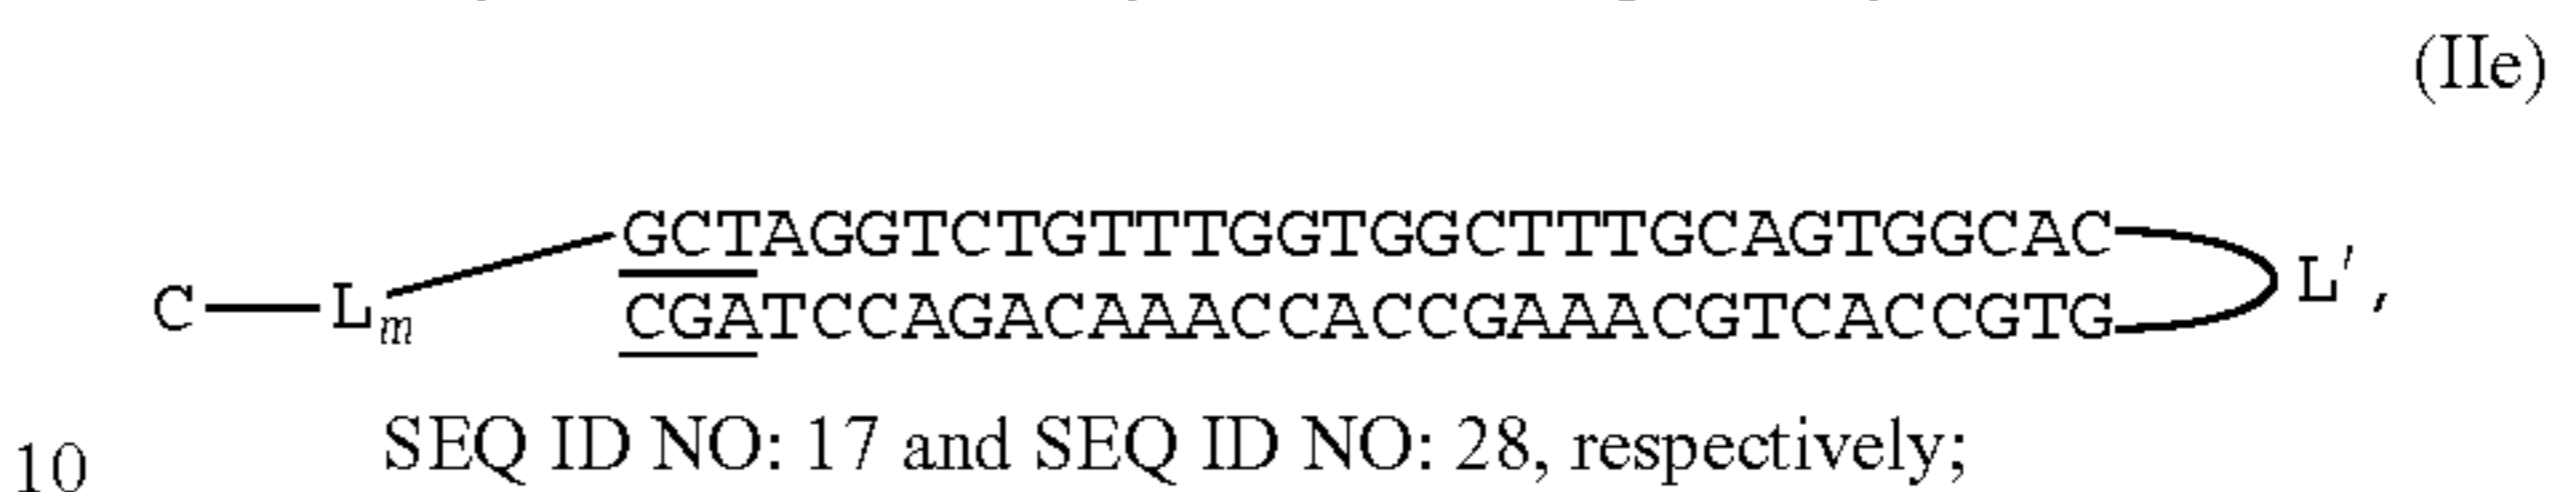 (IIe)
GCTAGGTCTGTTTGGTGGCTTTGCAGTGGCAC
C—Lm L′,
CGATCCAGACAAACCACCGAAACGTCACCGTG
10 SEQ ID NO: 17 and SEQ ID NO: 28, respectively;